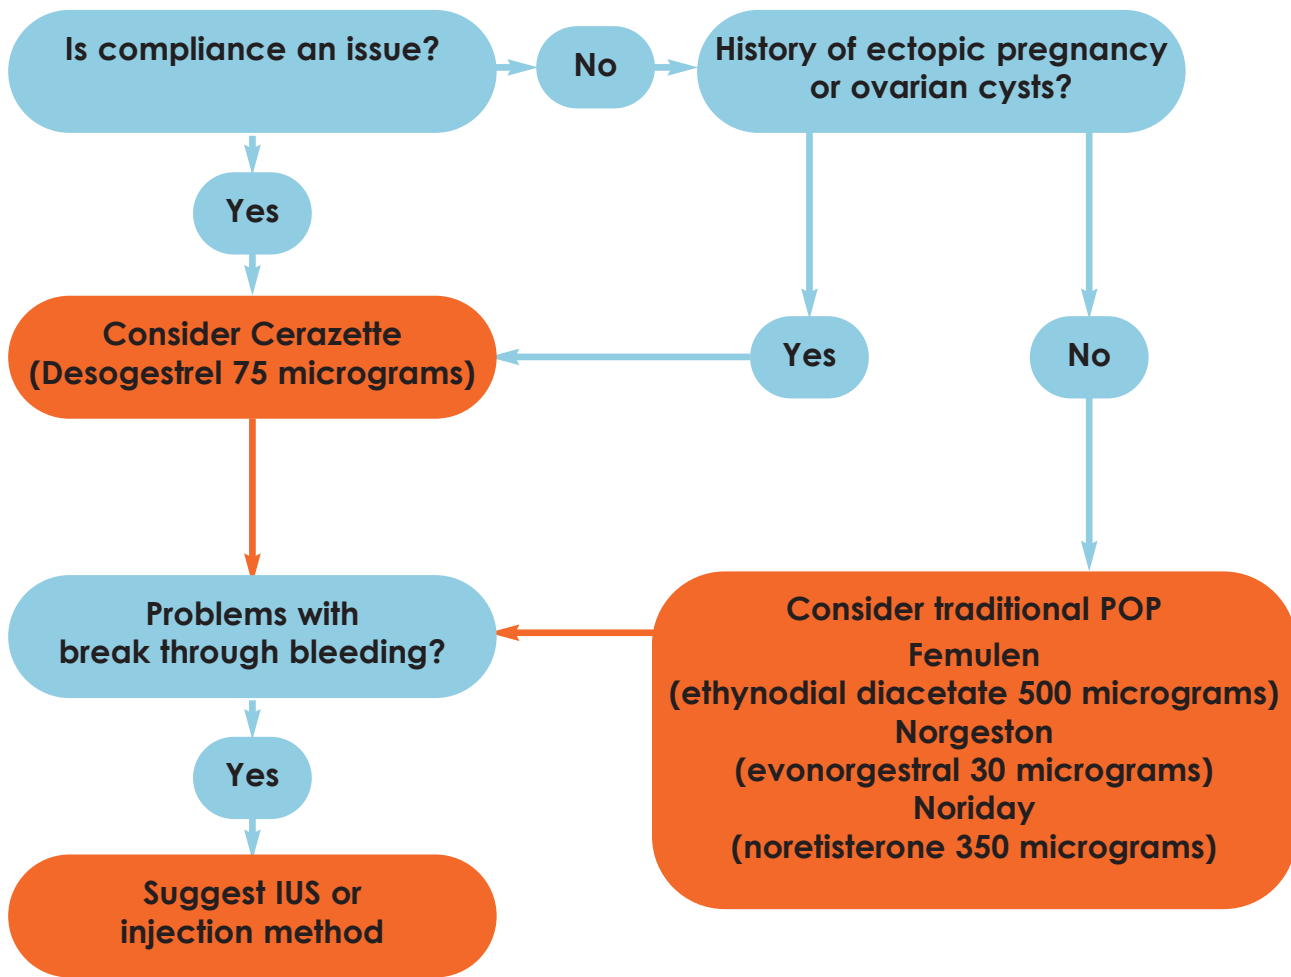 Is compliance an issue?
No
History of ectopic pregnancy
or ovarian cysts?
Yes
Consider Cerazette
(Desogestrel 75 micrograms)
Yes
No
Problems with
break through bleeding?
Consider traditional POP
Femulen
(ethynodial diacetate 500 micrograms)
Norgeston
(evonorgestral 30 micrograms)
Noriday
(noretisterone 350 micrograms)
Yes
Suggest IUS or
injection method